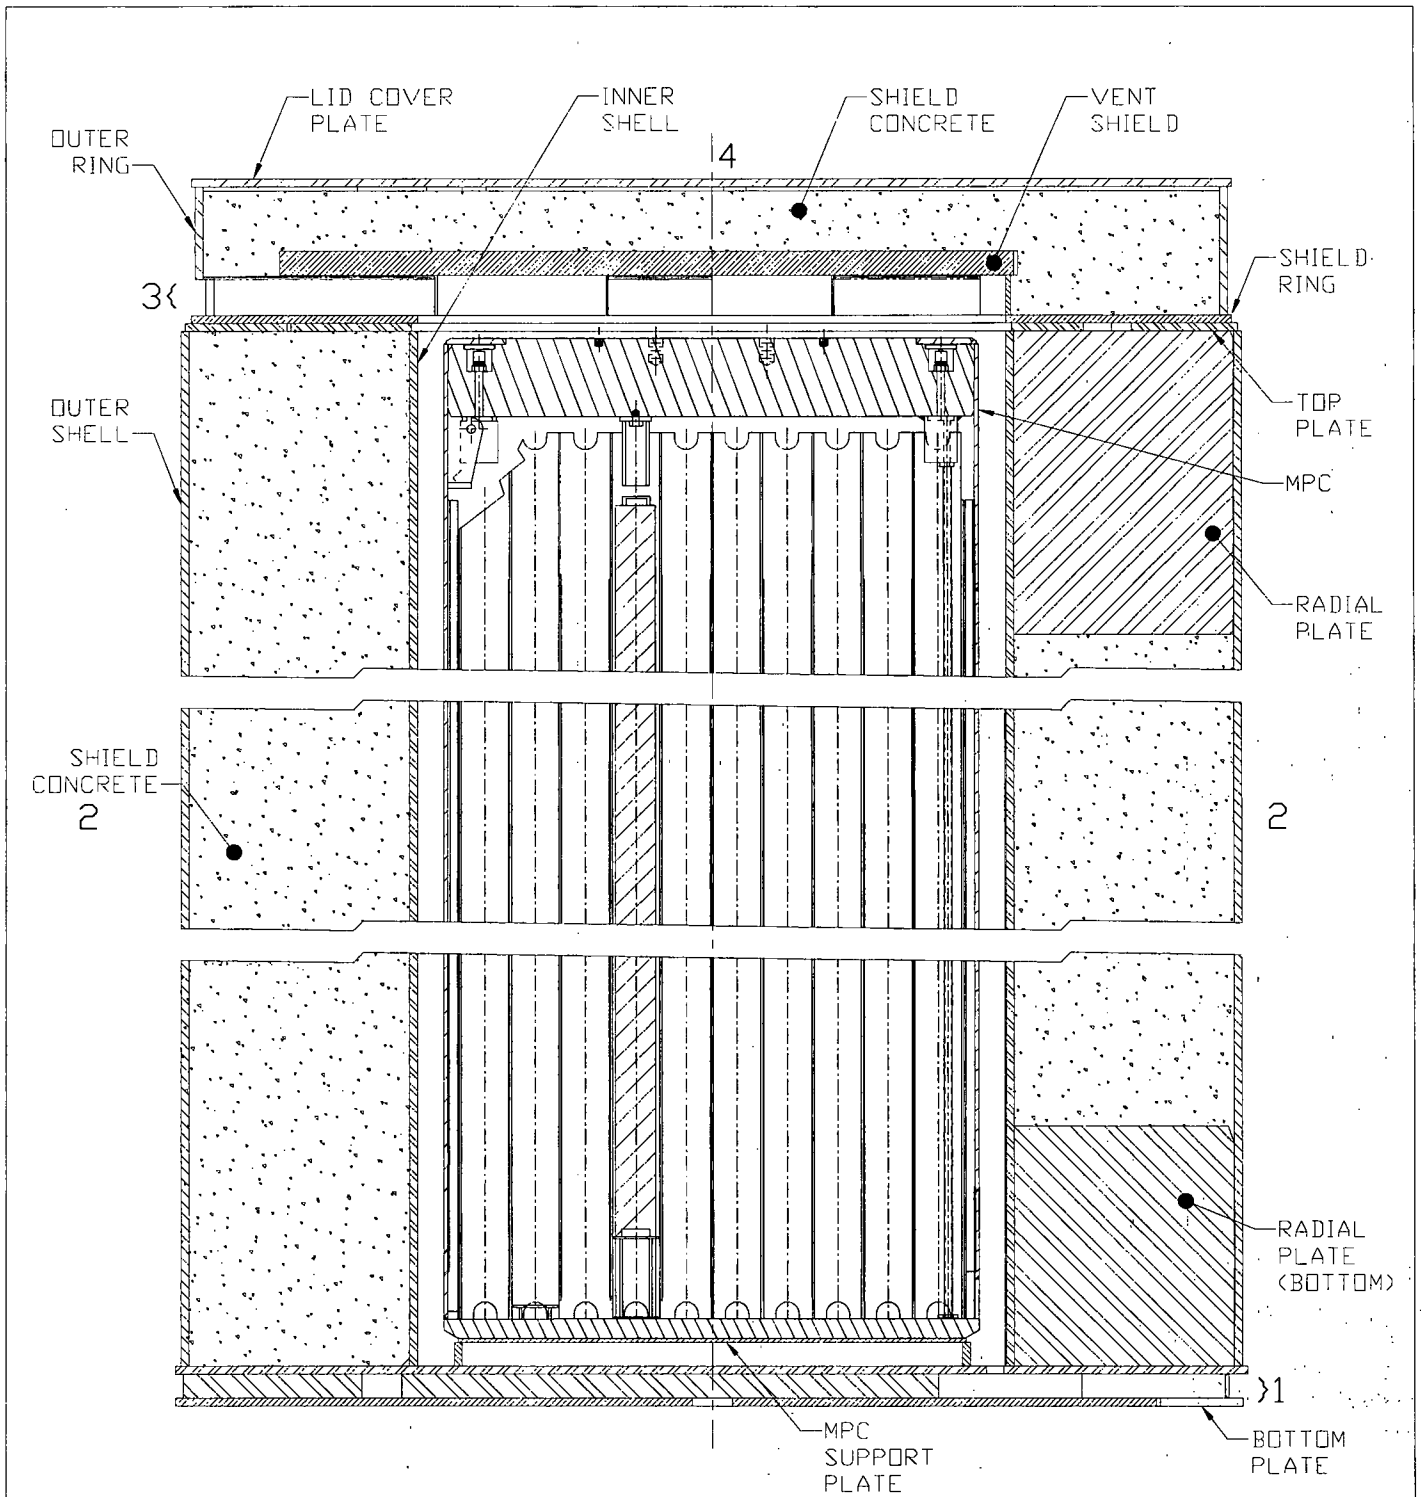 LID COVER
PLATE
INNER
SHELL
SHIELD
CONCRETE
VENT
SHIELD
OUTER
RING
4
SHIELD
RING
3{
OUTER
SHELL
TOP
PLATE
MPC
RADIAL
PLATE
SHIELD
CONCRETE
2
2
RADIAL
PLATE
(BOTTOM)
}1
MPC
SUPPORT
PLATE
BOTTOM
PLATE